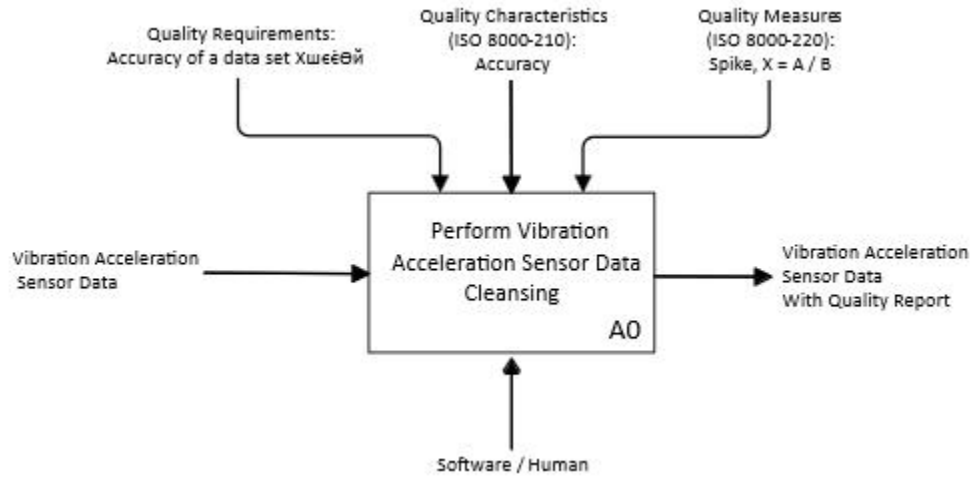 Quality Requirements:
Accuracy of a data set Xшєѐѳй
Quality Characteristics
(ISO 8000-210):
Accuracy
Quality Measures
(ISO 8000-220):
Spike, X = A / B
Vibration Acceleration
Sensor Data
Perform Vibration
Acceleration Sensor Data
Cleansing
A0
Vibration Acceleration
Sensor Data
With Quality Report
Software / Human